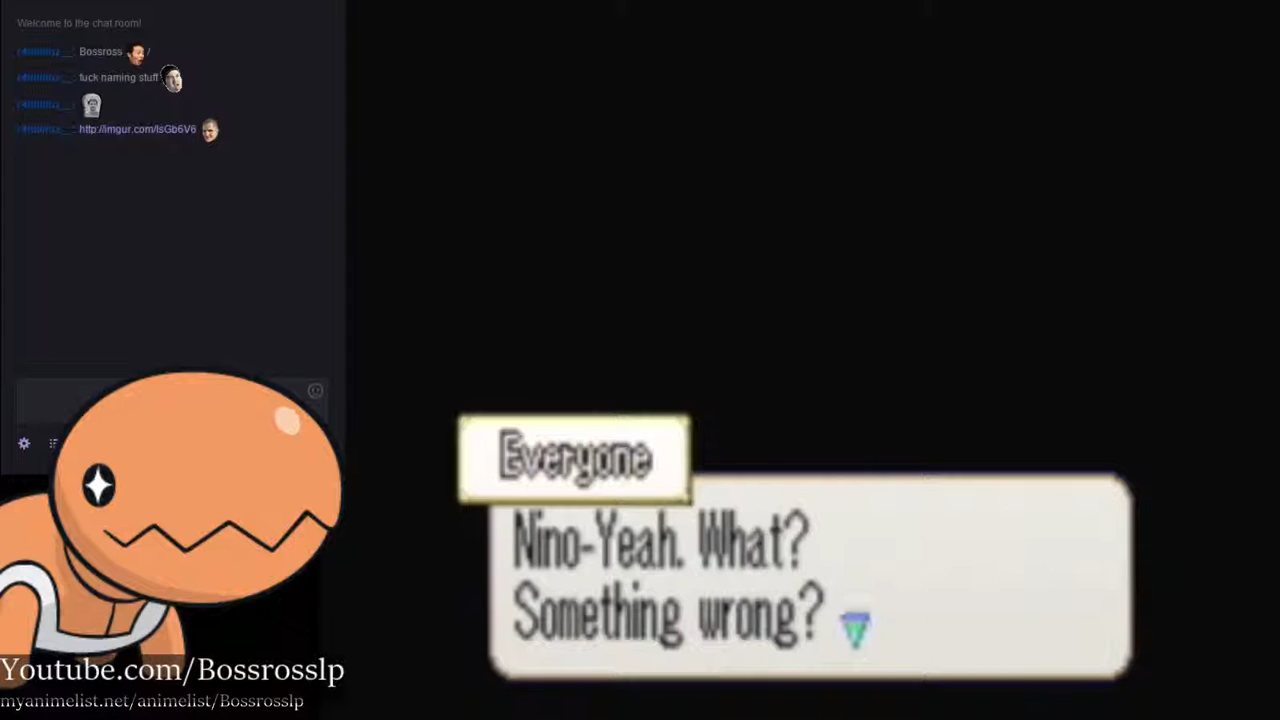 Welcome to the chat room!
Bossross /
fuck naming stuff
http://imgur.com/IsGb6V6
Everyone
Nino-Yeah. What?
Something wrong?
Youtube.com/Bossrosslp
myanimelist.net/animelist/Bossrosslp